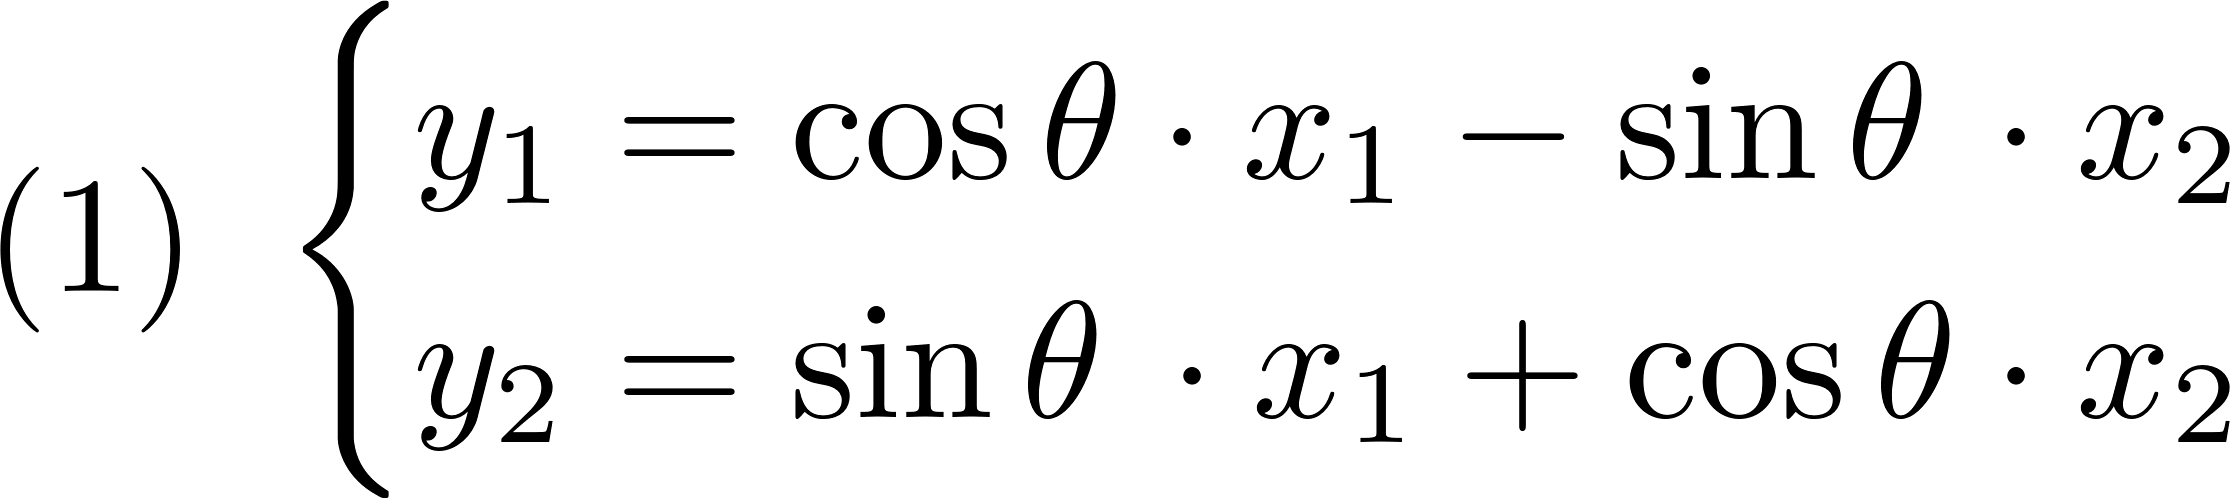 (1) { y₁ = cos θ · x₁ − sin θ · x₂
y₂ = sin θ · x₁ + cos θ · x₂